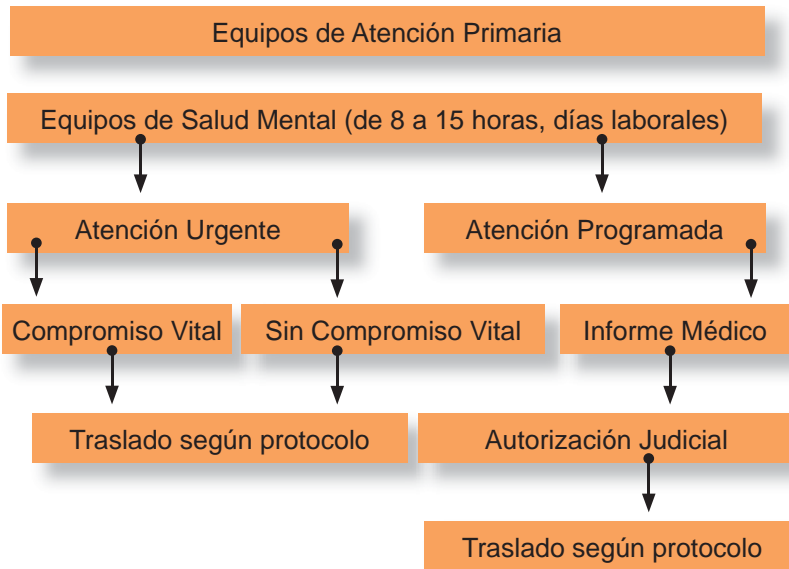 Equipos de Atención Primaria
Equipos de Salud Mental (de 8 a 15 horas, días laborales)
Atención Urgente
Atención Programada
Compromiso Vital
Sin Compromiso Vital
Informe Médico
Traslado según protocolo
Autorización Judicial
Traslado según protocolo